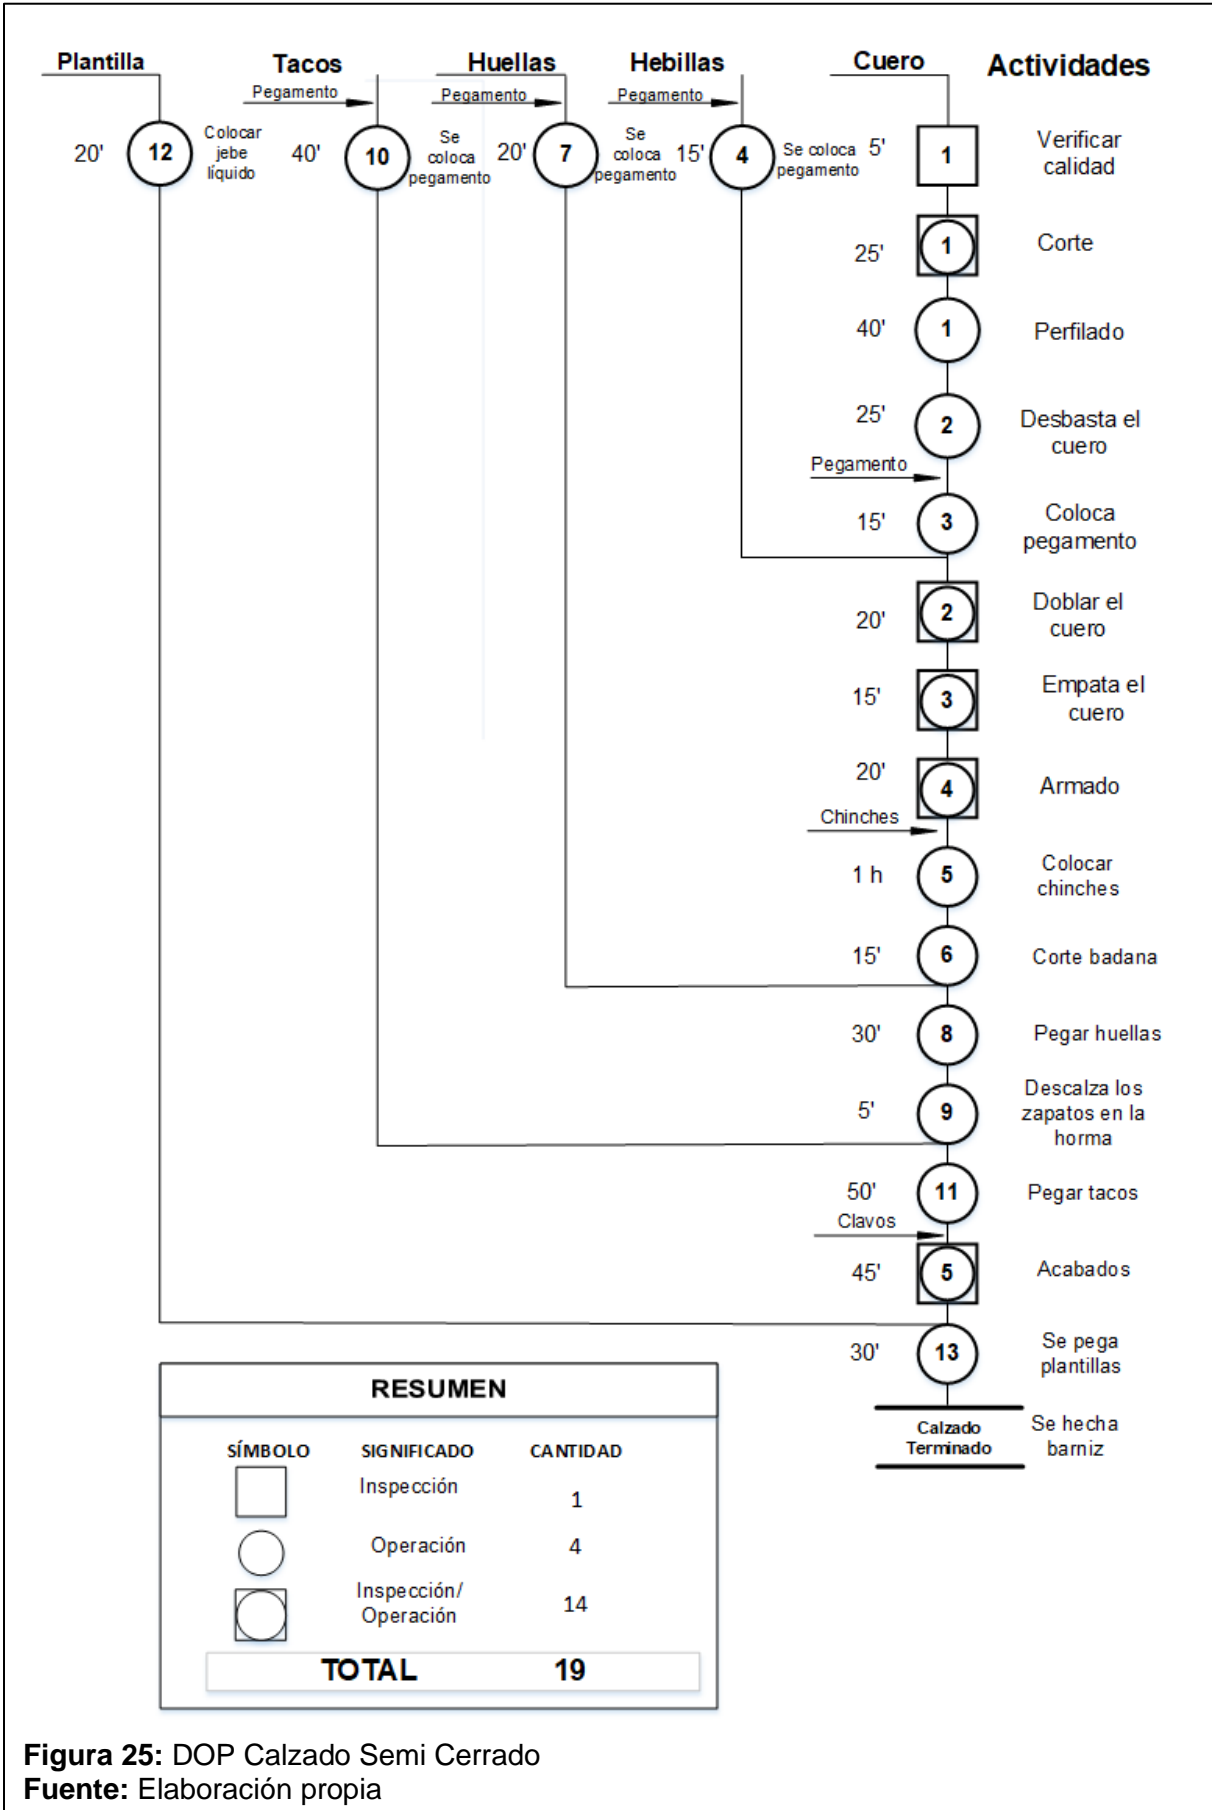 Plantilla
Tacos
Huellas
Hebillas
Cuero
Actividades
Pegamento
Pegamento
Pegamento
20'
12
Colocar
jebe
líquido
40'
10
Se
coloca
pegamento
20'
7
Se
coloca
pegamento
15'
4
Se coloca
pegamento
5'
1
Verificar
calidad
25'
1
Corte
40'
1
Perfilado
25'
2
Desbasta el
cuero
Pegamento
15'
3
Coloca
pegamento
20'
2
Doblar el
cuero
15'
3
Empata el
cuero
20'
4
Armado
Chinches
1 h
5
Colocar
chinches
15'
6
Corte badana
30'
8
Pegar huellas
5'
9
Descalza los
zapatos en la
horma
50'
11
Pegar tacos
Clavos
45'
5
Acabados
30'
13
Se pega
plantillas
Calzado
Terminado
Se hecha
barniz
RESUMEN
SÍMBOLO SIGNIFICADO CANTIDAD
Inspección 1
Operación 4
Inspección/
Operación
14
TOTAL 19
Figura 25: DOP Calzado Semi Cerrado
Fuente: Elaboración propia